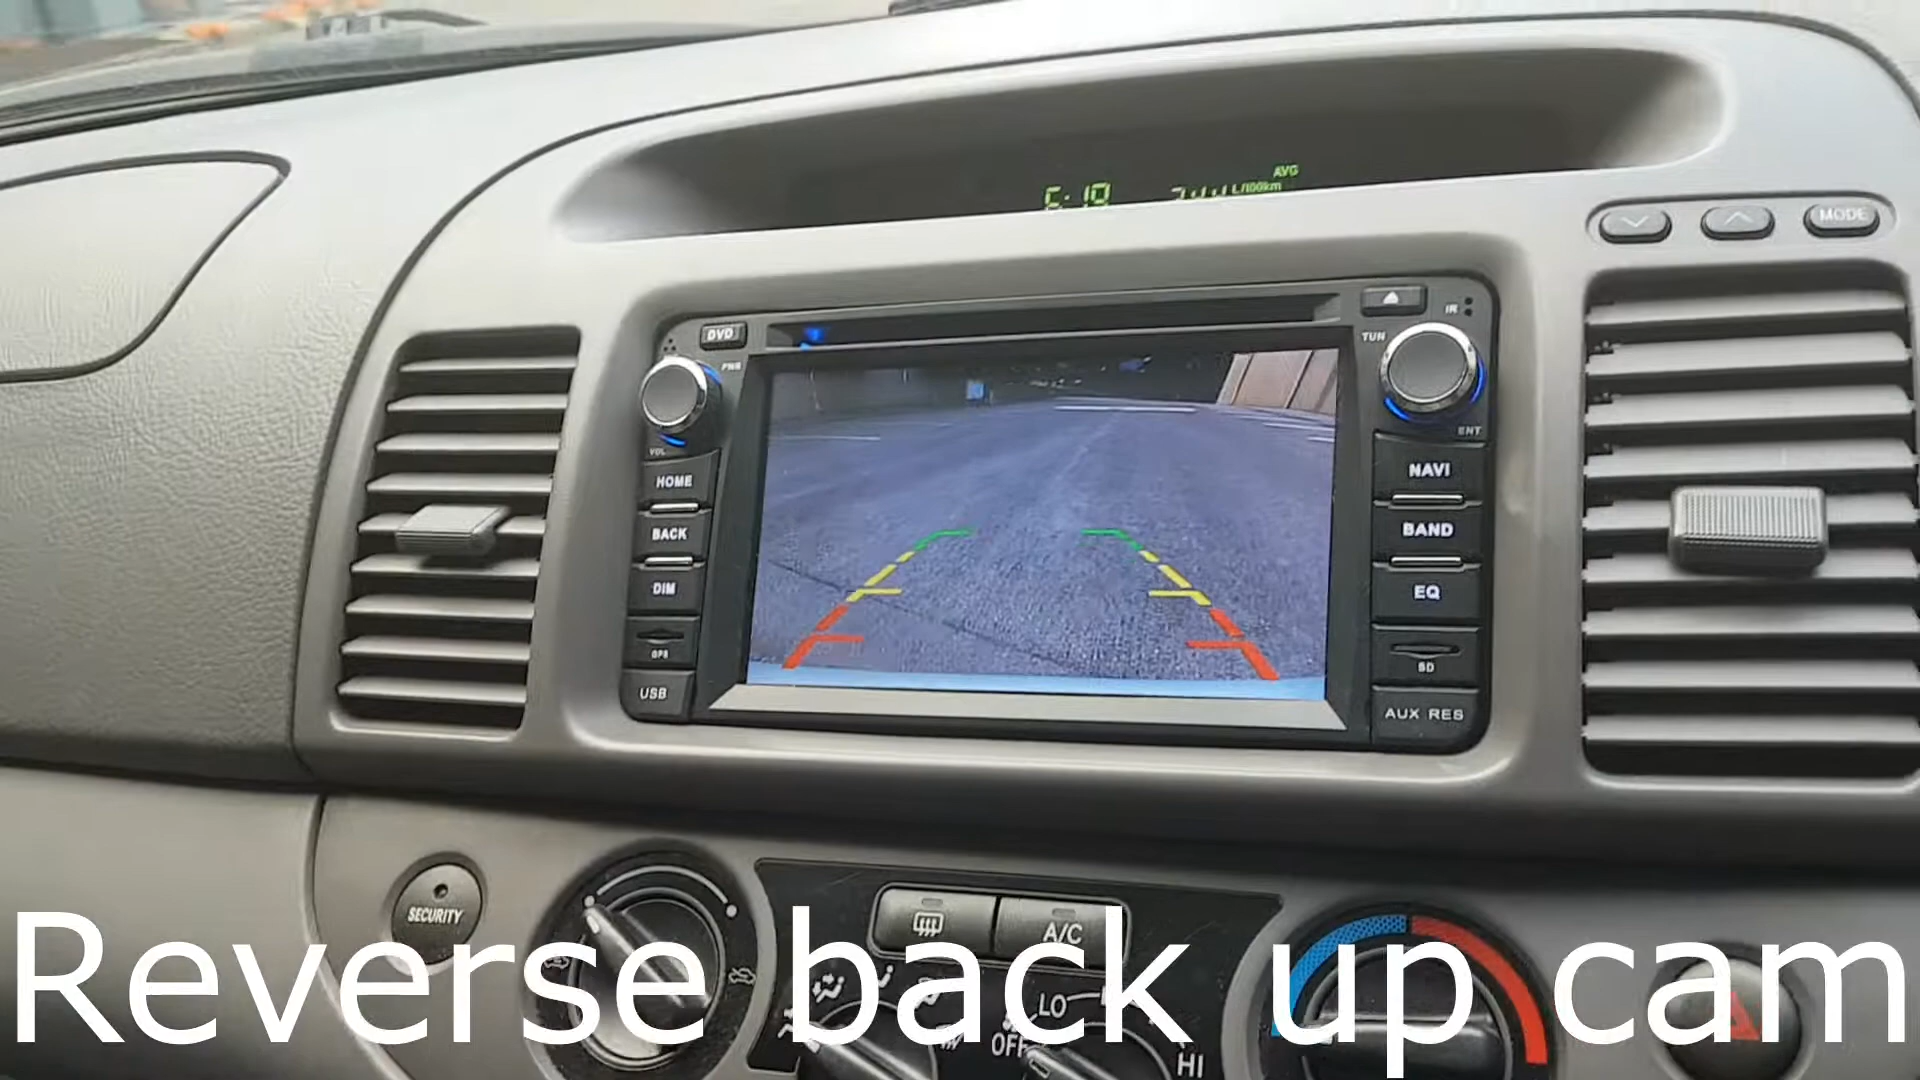 AVG
L/100km
MODE
DVD
IR
PWR
TUN
VOL
ENT
HOME
NAVI
BACK
BAND
DIM
EQ
GPS
SD
USB
AUX RES
SECURITY
A/C
LO
OFF
HI
Reverse back up cam